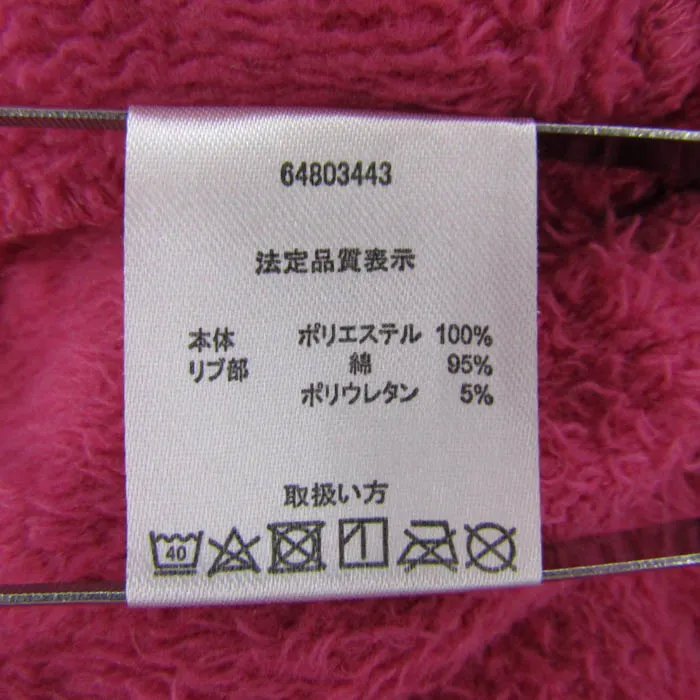 64803443
法定品質表示
本体 ポリエステル 100%
リブ部 綿 95%
ポリウレタン 5%
取扱い方
40